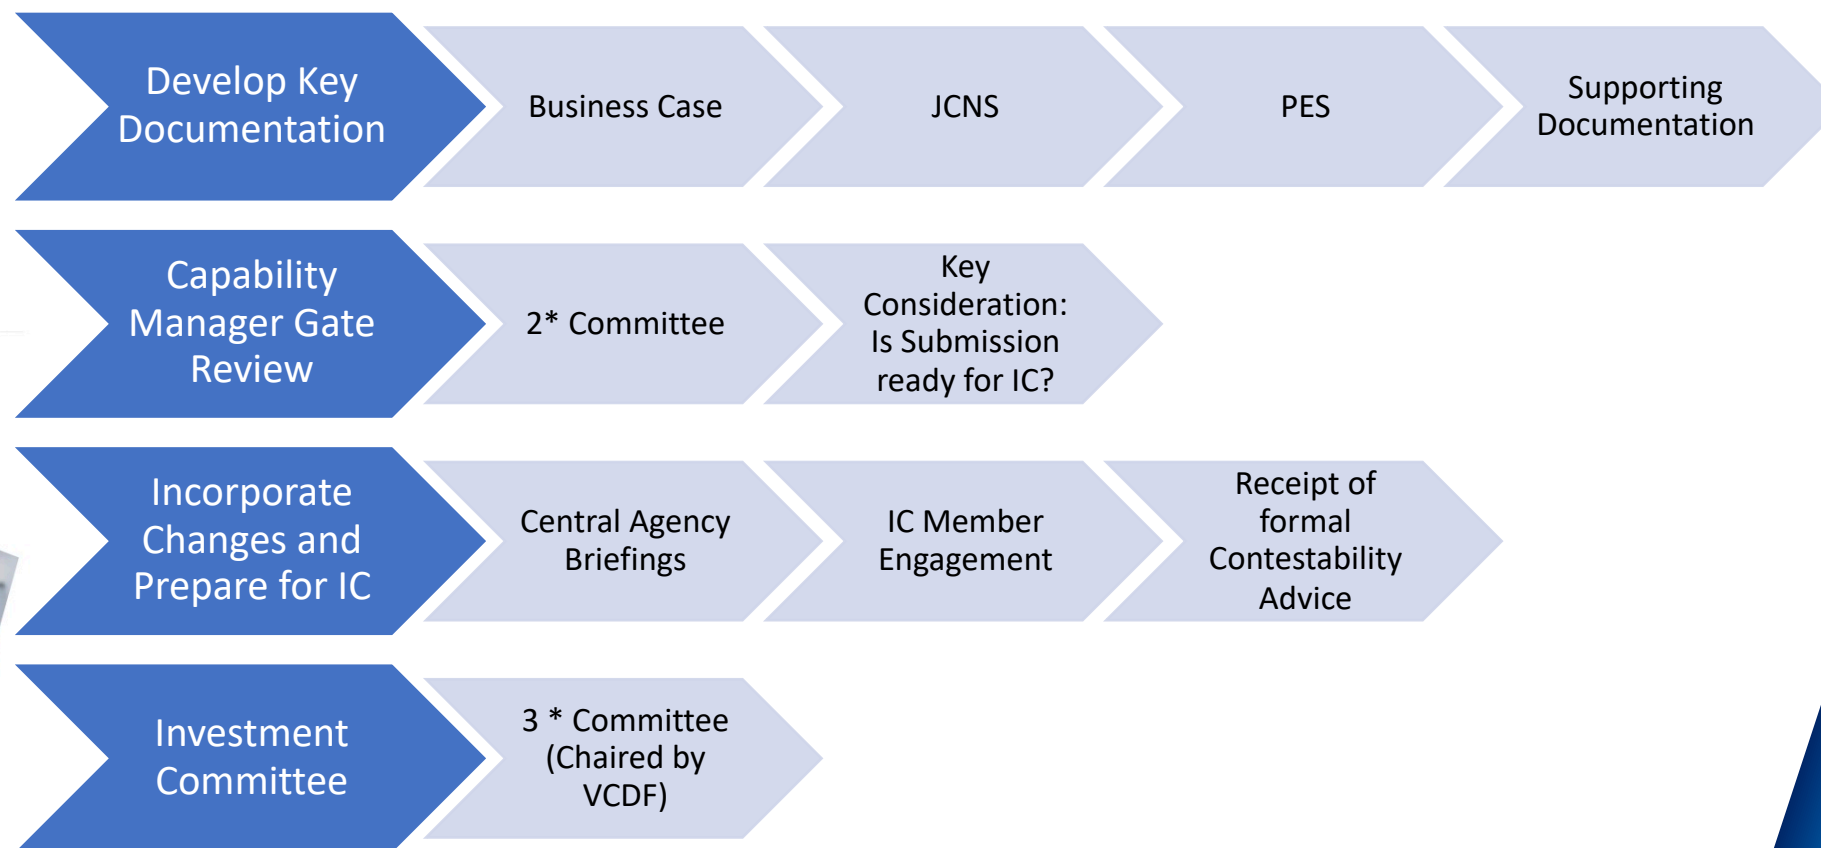 Develop Key
Documentation
Business Case
JCNS
PES
Supporting
Documentation
Capability
Manager Gate
Review
2* Committee
Key
Consideration:
Is Submission
ready for IC?
Incorporate
Changes and
Prepare for IC
Central Agency
Briefings
IC Member
Engagement
Receipt of
formal
Contestability
Advice
Investment
Committee
3 * Committee
(Chaired by
VCDF)